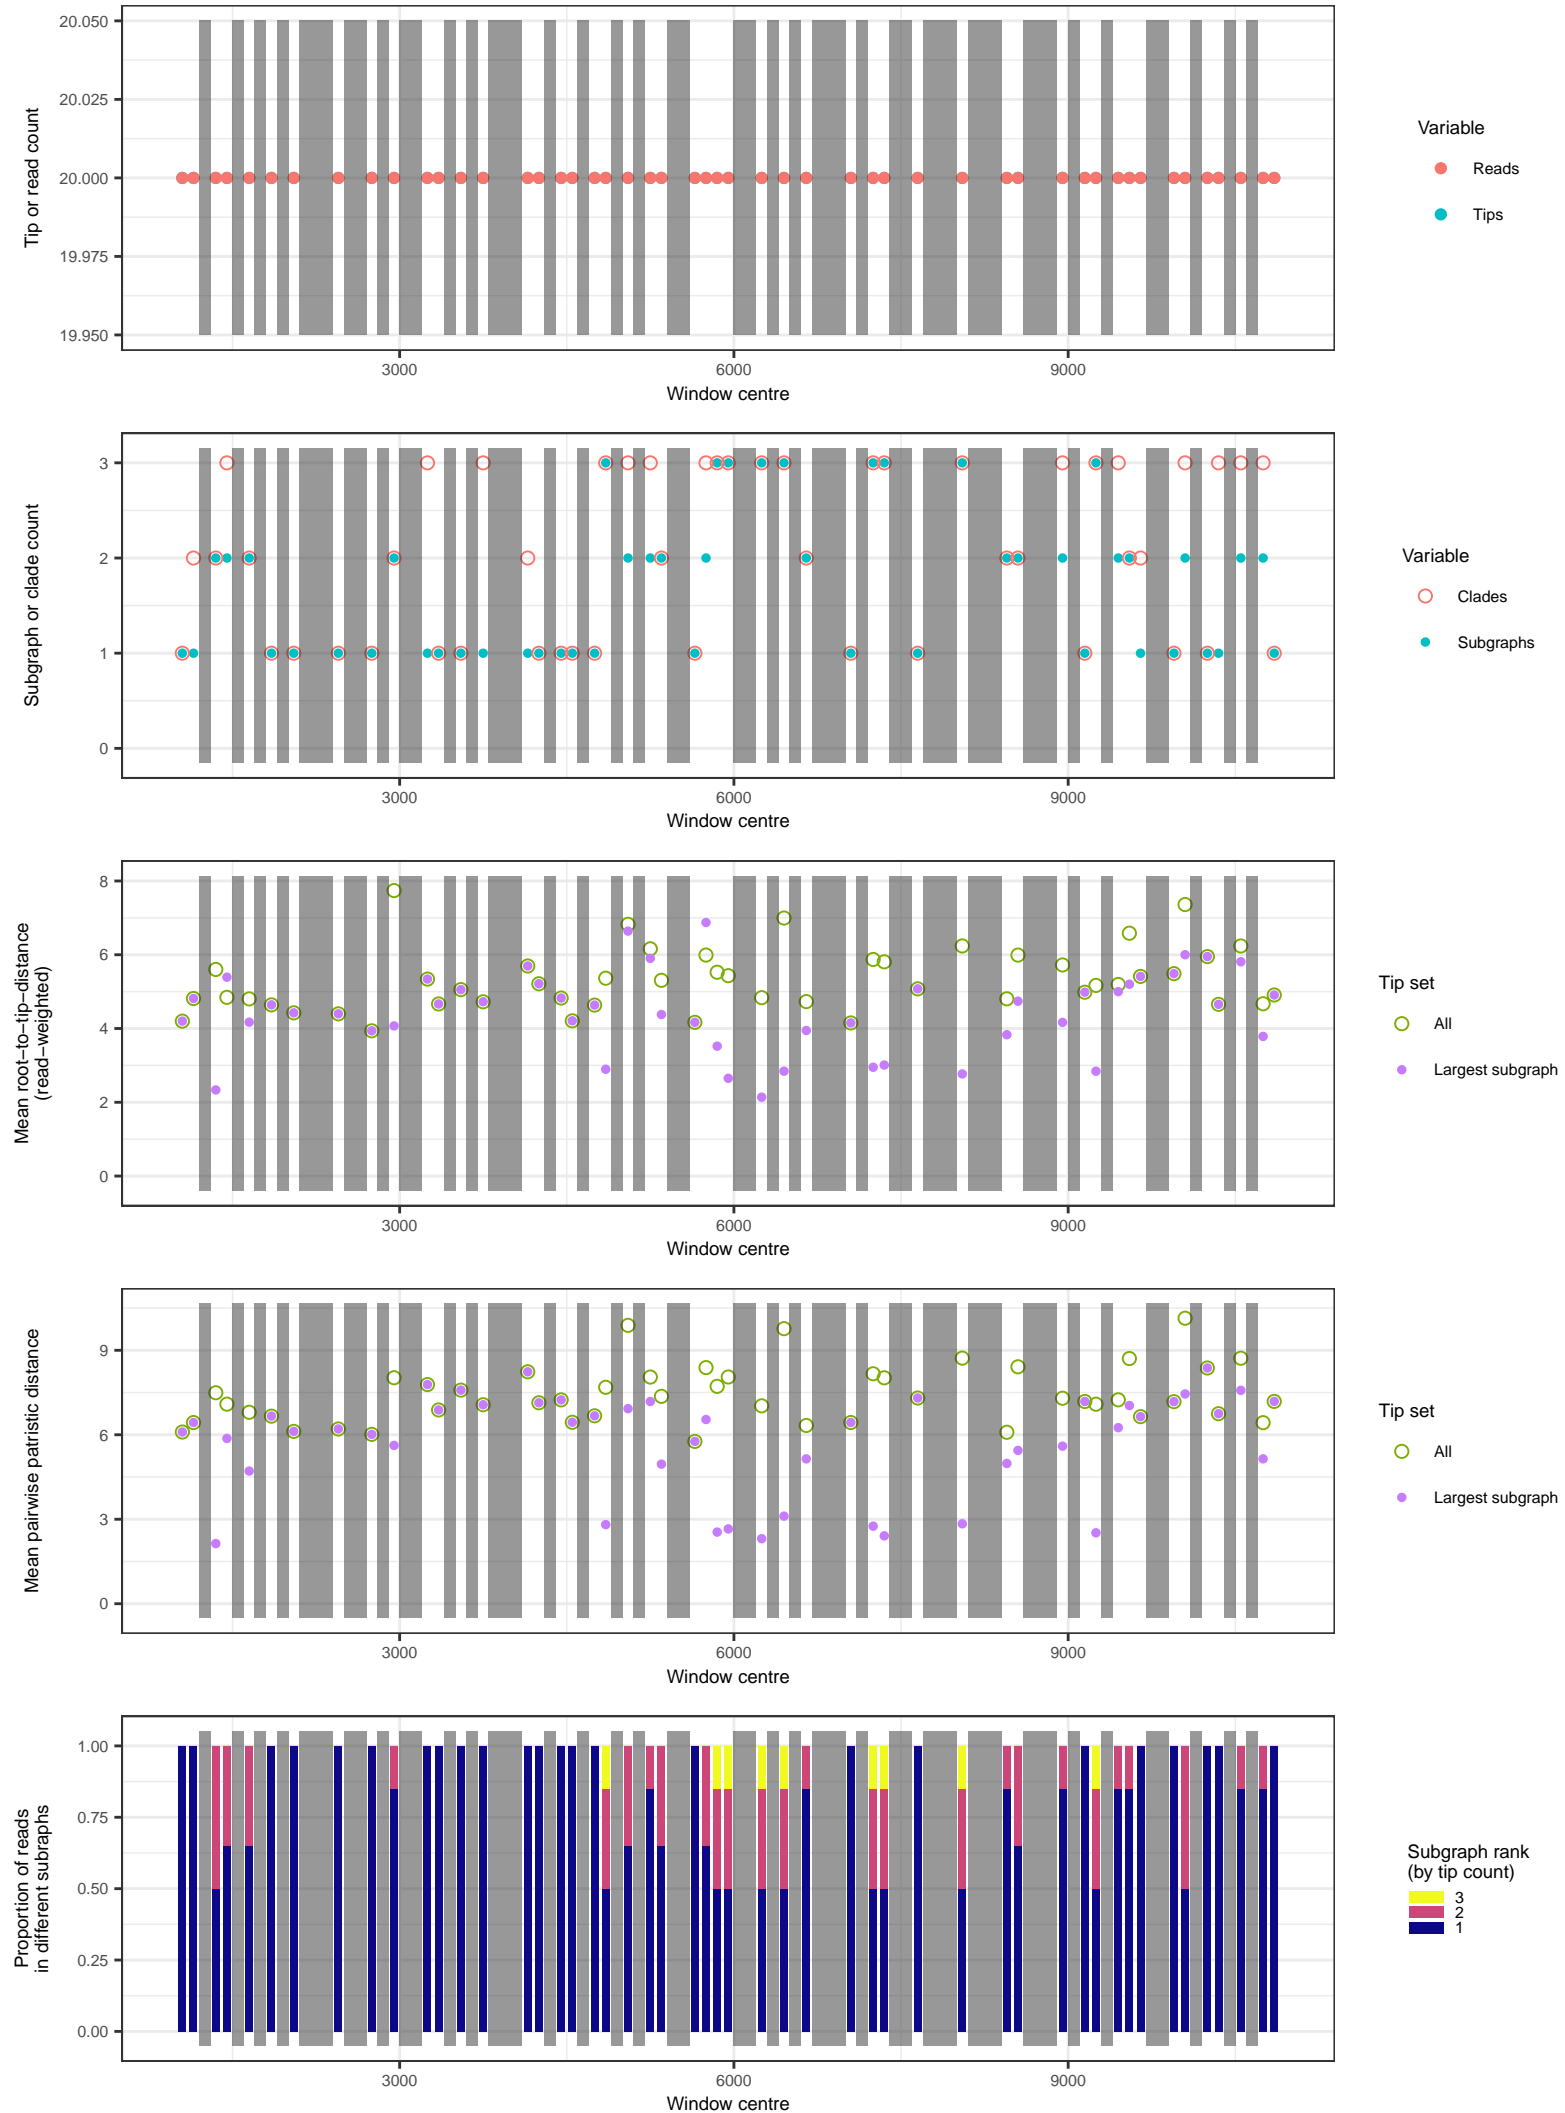 20.050
20.025
20.000
19.975
19.950
Tip or read count
3000
6000
9000
Window centre
Variable
Reads
Tips
3
2
1
0
Subgraph or clade count
3000
6000
9000
Window centre
Variable
Clades
Subgraphs
8
6
4
2
0
Mean root−to−tip−distance
(read−weighted)
3000
6000
9000
Window centre
Tip set
All
Largest subgraph
9
6
3
0
Mean pairwise patristic distance
3000
6000
9000
Window centre
Tip set
All
Largest subgraph
1.00
0.75
0.50
0.25
0.00
Proportion of reads
in different subraphs
3000
6000
9000
Window centre
Subgraph rank
(by tip count)
3
2
1